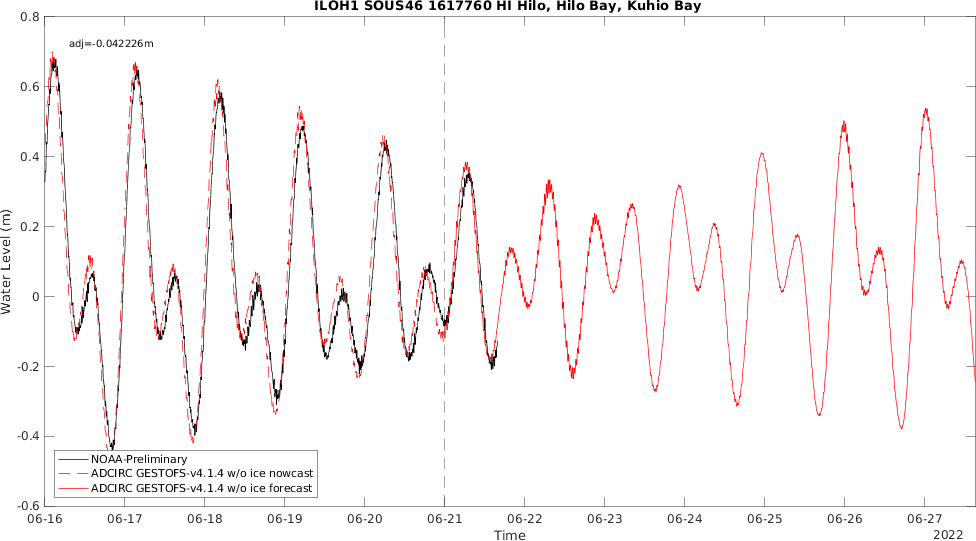 ILOH1 SOUS46 1617760 HI Hilo, Hilo Bay, Kuhio Bay
adj=-0.042226m
Water Level (m)
0.8
0.6
0.4
0.2
0
-0.2
-0.4
-0.6
NOAA-Preliminary
ADCIRC GESTOFS-v4.1.4 w/o ice nowcast
ADCIRC GESTOFS-v4.1.4 w/o ice forecast
06-16 06-17 06-18 06-19 06-20 06-21 06-22 06-23 06-24 06-25 06-26 06-27
Time
2022